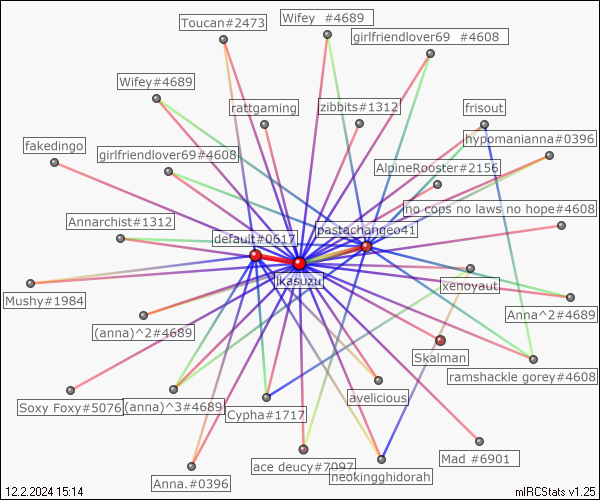 Wifey #4689
Toucan#2473
girlfriendlover69 #4608
Wifey#4689
rattgaming
zibbits#1312
frisout
fakedingo
girlfriendlover69#4608
hypomanianna#0396
AlpineRooster#2156
Annarchist#1312
no cops no laws no hope#4608
default#0617
pastachangeo41
ikasuzu
xenoyaut
Mushy#1984
Anna^2#4689
(anna)^2#4689
Skalman
ramshackle gorey#4608
Soxy Foxy#5076
(anna)^3#4689
Cypha#1717
avelicious
Anna.#0396
ace deucy#7097
neokingghidorah
Mad #6901
12.2.2024 15:14
mIRCStats v1.25